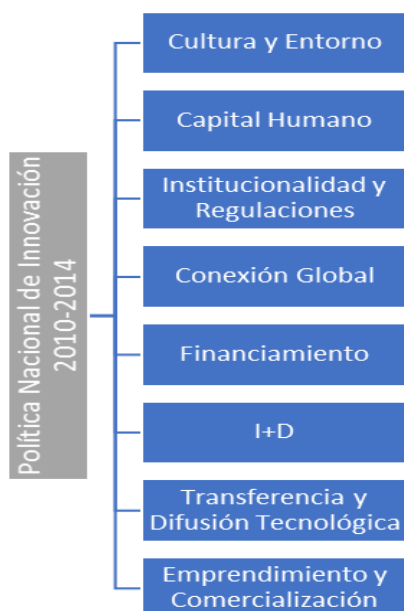 Política Nacional de Innovación
2010-2014
Cultura y Entorno
Capital Humano
Institucionalidad y
Regulaciones
Conexión Global
Financiamiento
I+D
Transferencia y
Difusión Tecnológica
Emprendimiento y
Comercialización